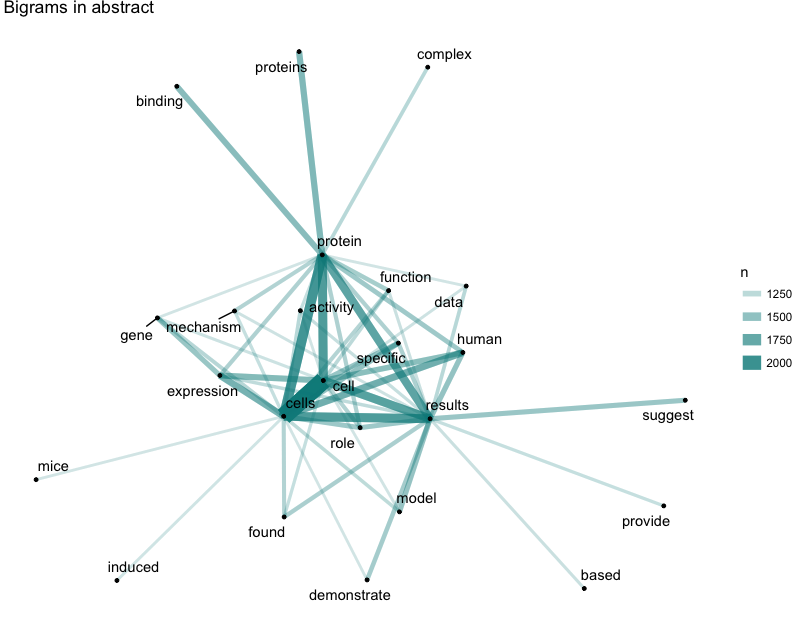 Bigrams in abstract
complex
proteins
binding
protein
function
n
1250
data
activity
1500
gene
mechanism
human
1750
specific
2000
expression
cell
cells
results
suggest
role
mice
model
provide
found
induced
based
demonstrate